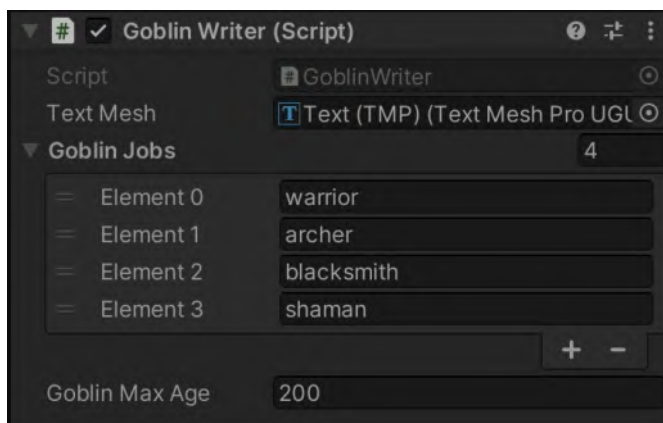 # Goblin Writer (Script)
Script # GoblinWriter
Text Mesh T Text (TMP) (Text Mesh Pro UGU
Goblin Jobs 4
Element 0 warrior
Element 1 archer
Element 2 blacksmith
Element 3 shaman
+ −
Goblin Max Age 200